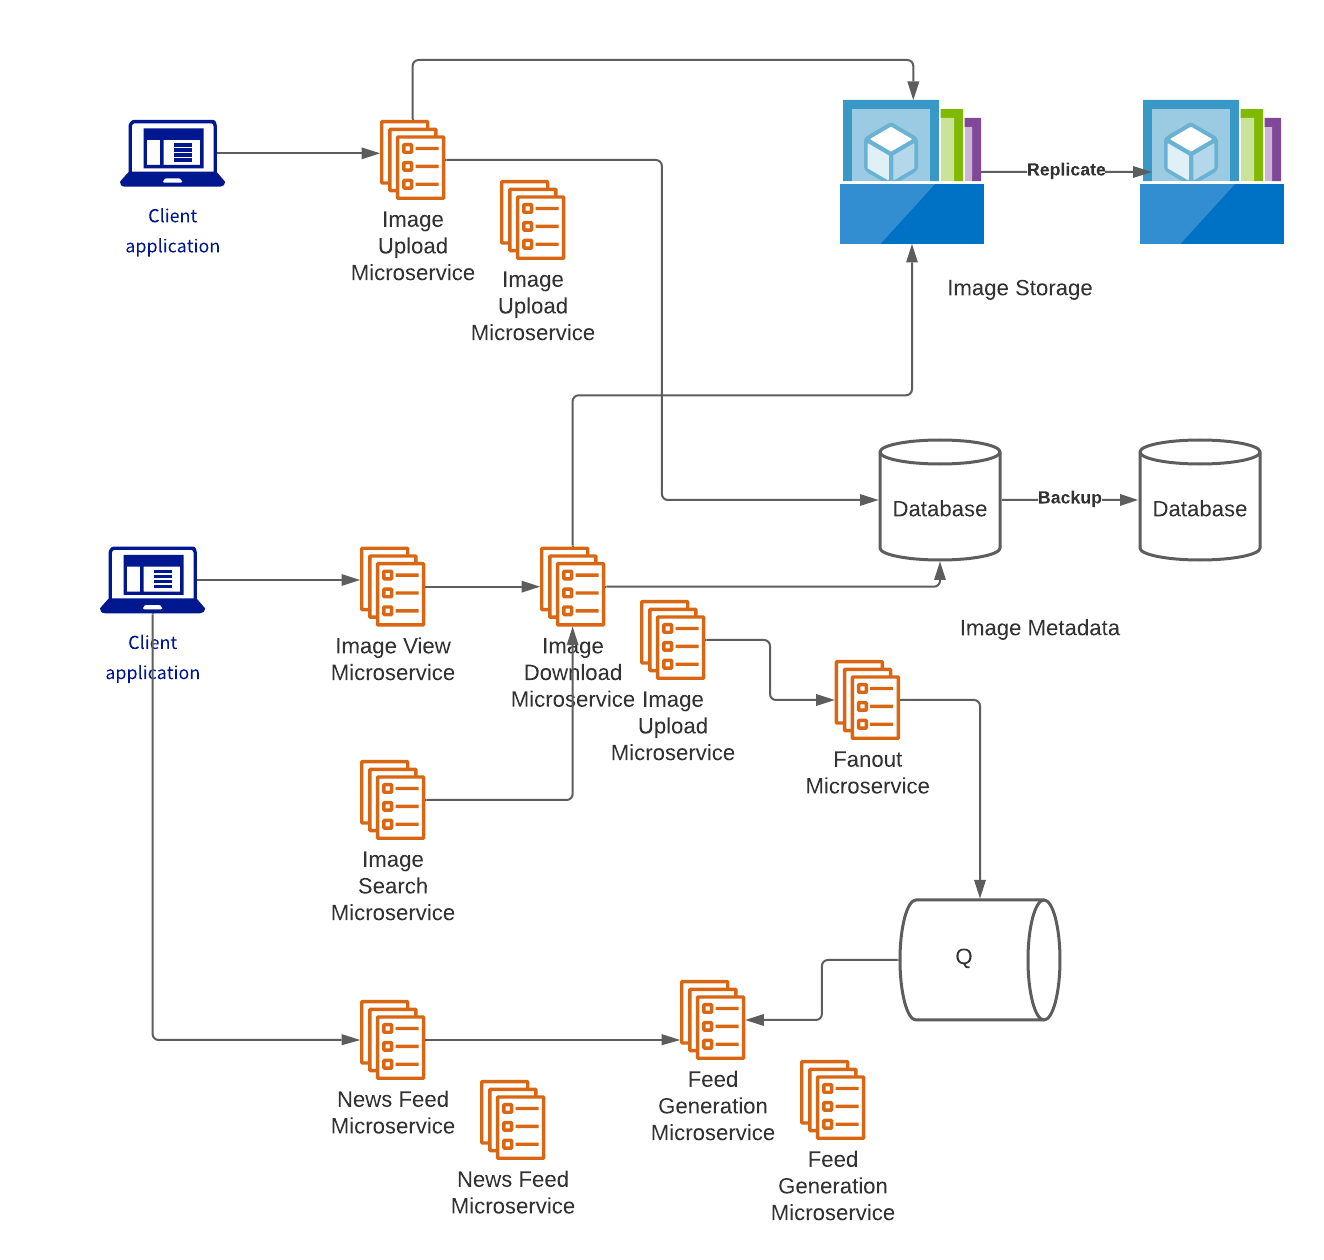 Client
application
Image
Upload
Microservice
Image
Upload
Microservice
Replicate
Image Storage
Database
Backup
Database
Image Metadata
Client
application
Image View
Microservice
Image
Download
Microservice
Image
Upload
Microservice
Fanout
Microservice
Image
Search
Microservice
Q
News Feed
Microservice
News Feed
Microservice
Feed
Generation
Microservice
Feed
Generation
Microservice